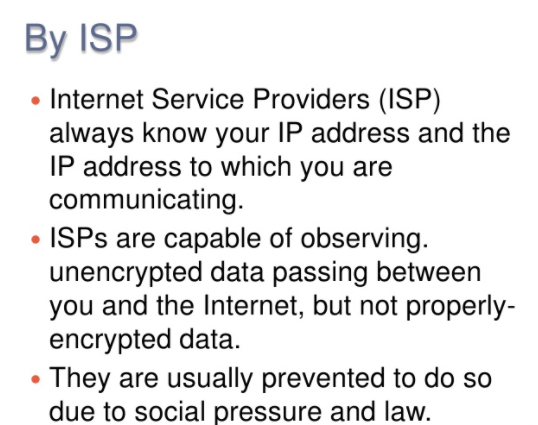 By ISP
• Internet Service Providers (ISP)
always know your IP address and the
IP address to which you are
communicating.
• ISPs are capable of observing.
unencrypted data passing between
you and the Internet, but not properly-
encrypted data.
• They are usually prevented to do so
due to social pressure and law.